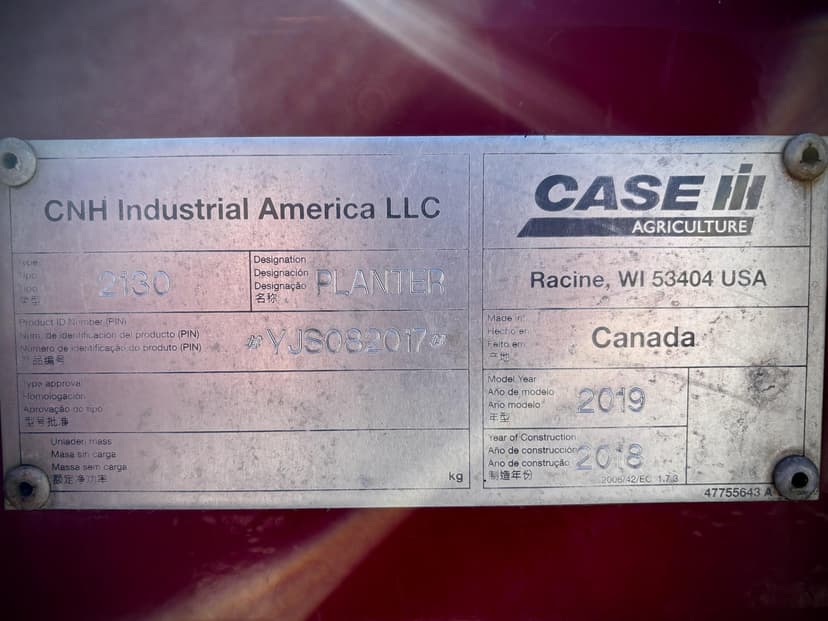 CNH Industrial America LLC
Type
Tipo
Tipo
类型
2130
Designation
Designación
Designação
名称
PLANTER
Product ID Number (PIN)
Núm. de identificación del producto (PIN)
Número de identificação do produto (PIN)
产品编号
*YJS082017*
Type approval
Homologación
Aprovação do tipo
型号批准
Unladen mass
Masa sin carga
Massa sem carga
额定净功率
kg
CASE IH
AGRICULTURE
Racine, WI 53404 USA
Made in:
Hecho en:
Feito em:
产地
Canada
Model Year
Año de modelo
Ano modelo
年型
2019
Year of Construction
Año de construcción
Ano de construção
制造年份
2018
2006/42/EC 1.7.3
47755643 A